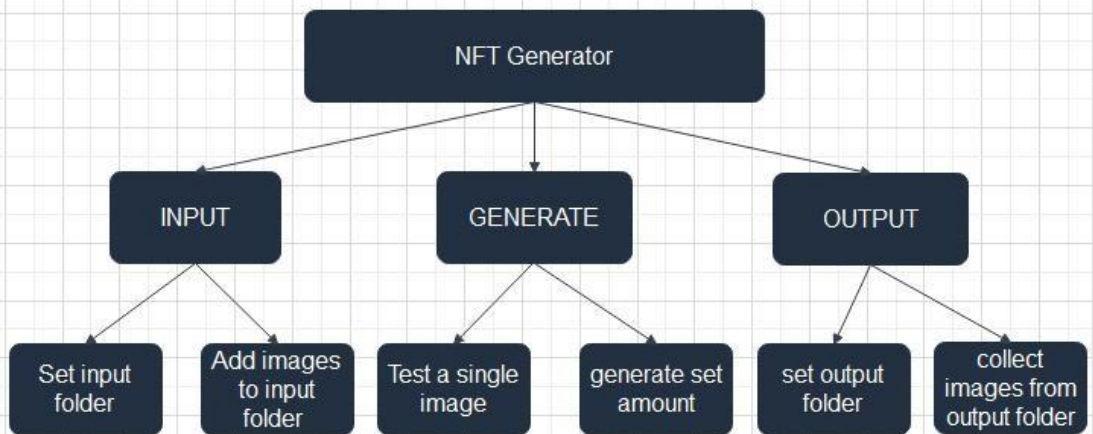 NFT Generator
INPUT
GENERATE
OUTPUT
Set input
folder
Add images
to input
folder
Test a single
image
generate set
amount
set output
folder
collect
images from
output folder